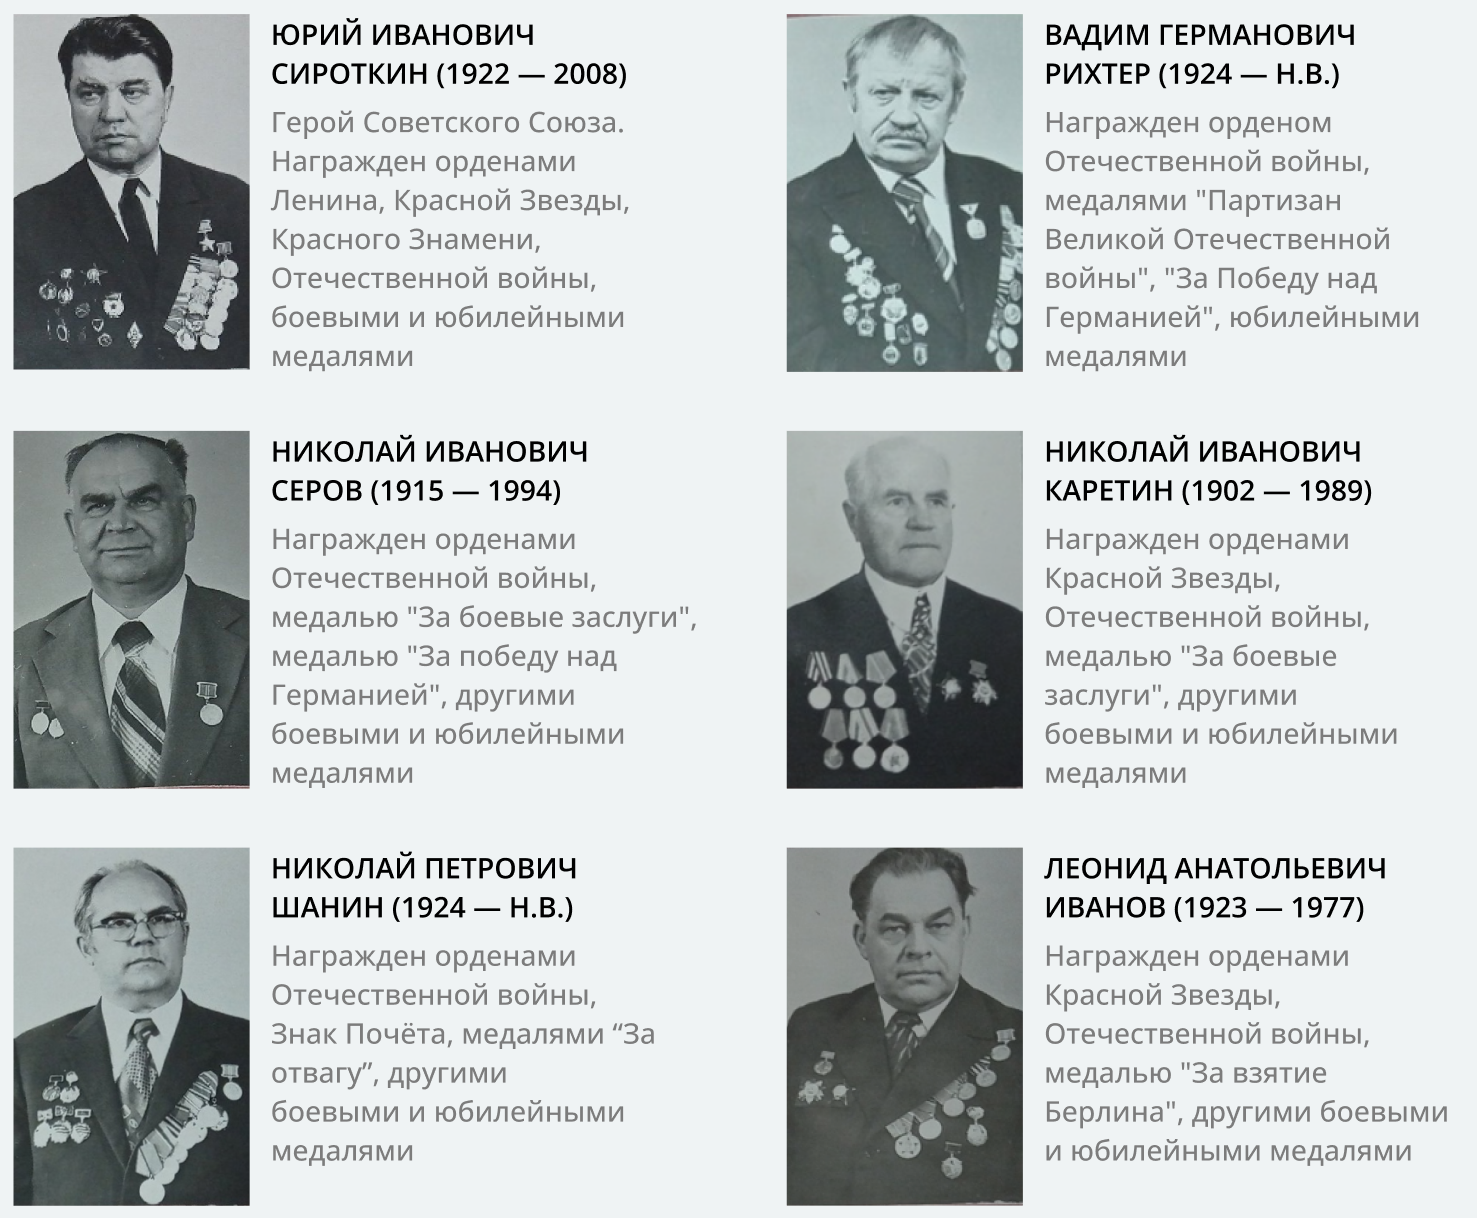 ЮРИЙ ИВАНОВИЧ
СИРОТКИН (1922 — 2008)
Герой Советского Союза.
Награжден орденами
Ленина, Красной Звезды,
Красного Знамени,
Отечественной войны,
боевыми и юбилейными
медалями
ВАДИМ ГЕРМАНОВИЧ
РИХТЕР (1924 — Н.В.)
Награжден орденом
Отечественной войны,
медалями "Партизан
Великой Отечественной
войны", "За Победу над
Германией", юбилейными
медалями
НИКОЛАЙ ИВАНОВИЧ
СЕРОВ (1915 — 1994)
Награжден орденами
Отечественной войны,
медалью "За боевые заслуги",
медалью "За победу над
Германией", другими
боевыми и юбилейными
медалями
НИКОЛАЙ ИВАНОВИЧ
КАРЕТИН (1902 — 1989)
Награжден орденами
Красной Звезды,
Отечественной войны,
медалью "За боевые
заслуги", другими
боевыми и юбилейными
медалями
НИКОЛАЙ ПЕТРОВИЧ
ШАНИН (1924 — Н.В.)
Награжден орденами
Отечественной войны,
Знак Почёта, медалями “За
отвагу”, другими
боевыми и юбилейными
медалями
ЛЕОНИД АНАТОЛЬЕВИЧ
ИВАНОВ (1923 — 1977)
Награжден орденами
Красной Звезды,
Отечественной войны,
медалью "За взятие
Берлина", другими боевыми
и юбилейными медалями